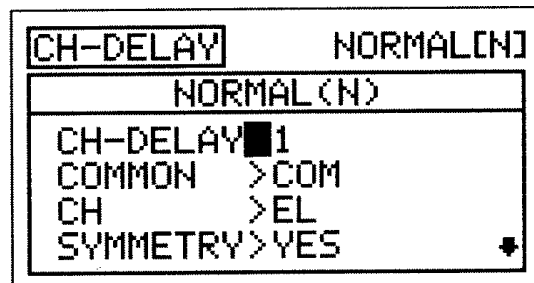 CH-DELAY NORMAL[N]
NORMAL(N)
CH-DELAY█1
COMMON >COM
CH >EL
SYMMETRY>YES